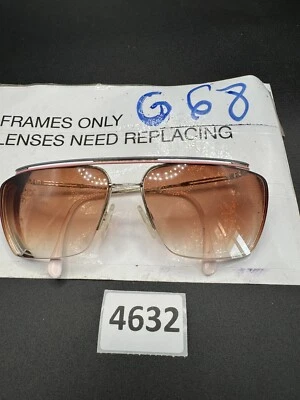 G68
FRAMES ONLY
LENSES NEED REPLACING
4632